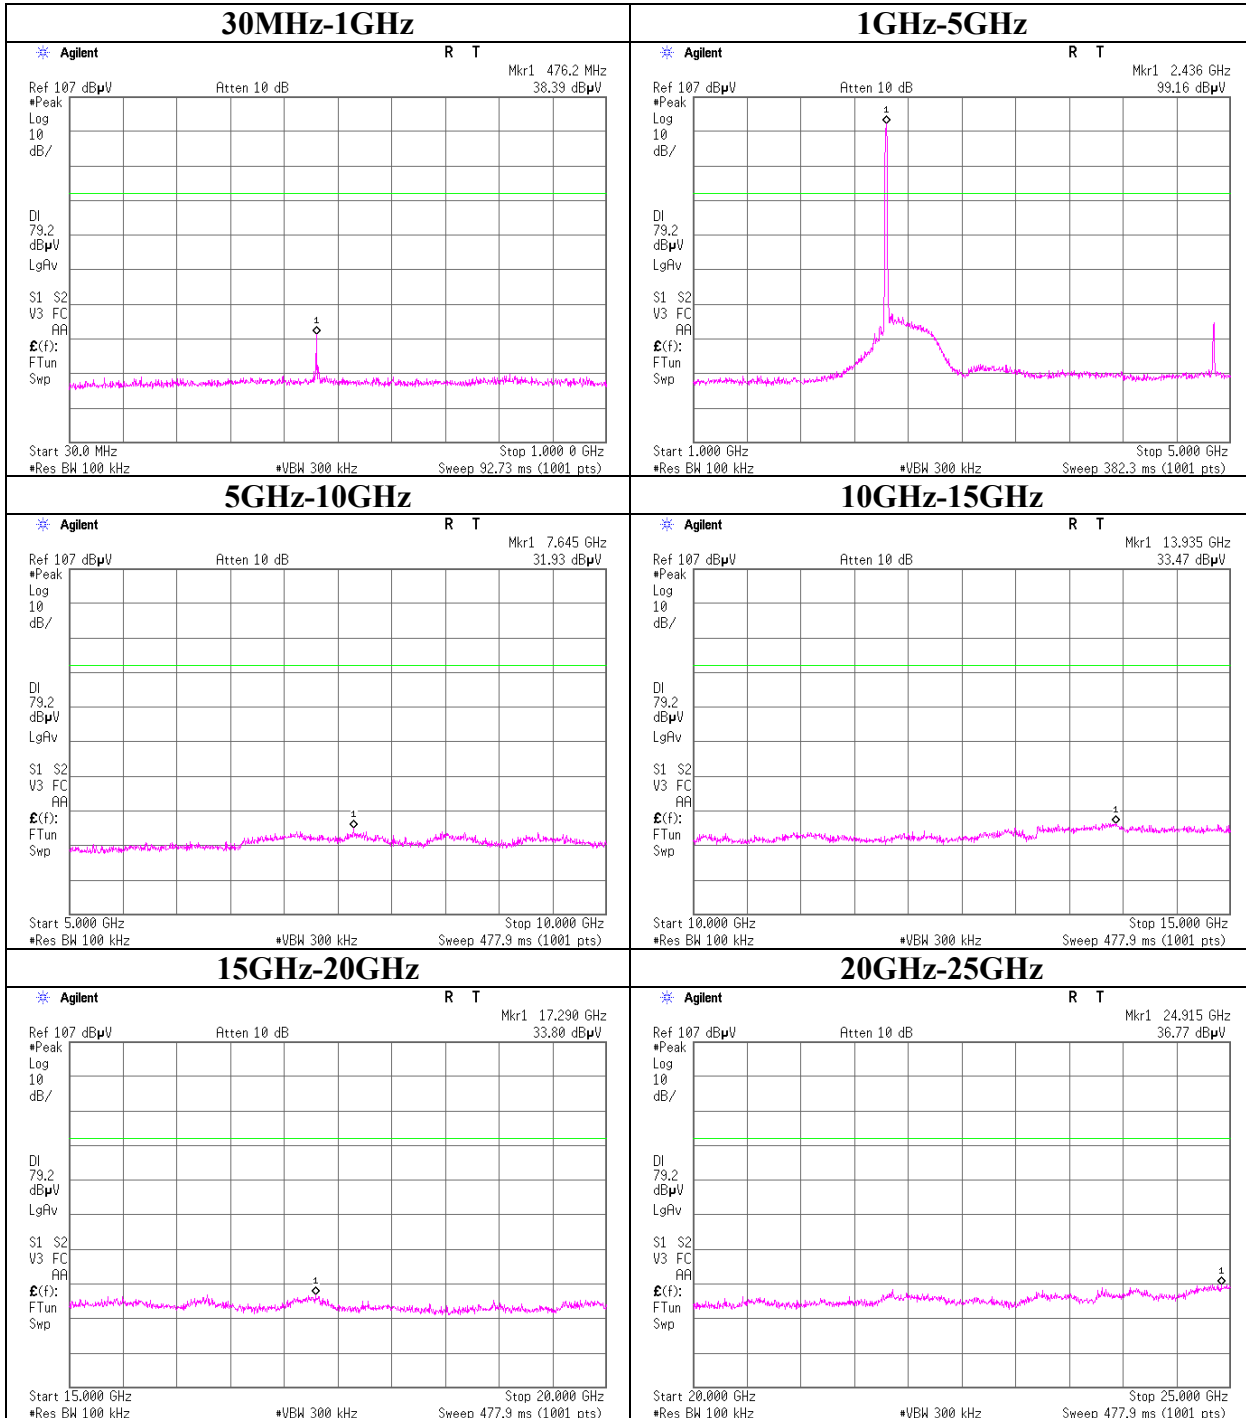 30MHz-1GHz
Agilent R T
Mkr1 476.2 MHz
Ref 107 dBµV Atten 10 dB 38.39 dBµV
#Peak
Log
10
dB/
DI
79.2
dBµV
LgAv
S1 S2
V3 FC
AA
£(f):
FTun
Swp
1
Start 30.0 MHz Stop 1.000 0 GHz
#Res BW 100 kHz #VBW 300 kHz Sweep 92.73 ms (1001 pts)
1GHz-5GHz
Agilent R T
Mkr1 2.436 GHz
Ref 107 dBµV Atten 10 dB 99.16 dBµV
#Peak
Log
10
dB/
DI
79.2
dBµV
LgAv
S1 S2
V3 FC
AA
£(f):
FTun
Swp
1
Start 1.000 GHz Stop 5.000 GHz
#Res BW 100 kHz #VBW 300 kHz Sweep 382.3 ms (1001 pts)
5GHz-10GHz
Agilent R T
Mkr1 7.645 GHz
Ref 107 dBµV Atten 10 dB 31.93 dBµV
#Peak
Log
10
dB/
DI
79.2
dBµV
LgAv
S1 S2
V3 FC
AA
£(f):
FTun
Swp
1
Start 5.000 GHz Stop 10.000 GHz
#Res BW 100 kHz #VBW 300 kHz Sweep 477.9 ms (1001 pts)
10GHz-15GHz
Agilent R T
Mkr1 13.935 GHz
Ref 107 dBµV Atten 10 dB 33.47 dBµV
#Peak
Log
10
dB/
DI
79.2
dBµV
LgAv
S1 S2
V3 FC
AA
£(f):
FTun
Swp
1
Start 10.000 GHz Stop 15.000 GHz
#Res BW 100 kHz #VBW 300 kHz Sweep 477.9 ms (1001 pts)
15GHz-20GHz
Agilent R T
Mkr1 17.290 GHz
Ref 107 dBµV Atten 10 dB 33.80 dBµV
#Peak
Log
10
dB/
DI
79.2
dBµV
LgAv
S1 S2
V3 FC
AA
£(f):
FTun
Swp
1
Start 15.000 GHz Stop 20.000 GHz
#Res BW 100 kHz #VBW 300 kHz Sweep 477.9 ms (1001 pts)
20GHz-25GHz
Agilent R T
Mkr1 24.915 GHz
Ref 107 dBµV Atten 10 dB 36.77 dBµV
#Peak
Log
10
dB/
DI
79.2
dBµV
LgAv
S1 S2
V3 FC
AA
£(f):
FTun
Swp
1
Start 20.000 GHz Stop 25.000 GHz
#Res BW 100 kHz #VBW 300 kHz Sweep 477.9 ms (1001 pts)